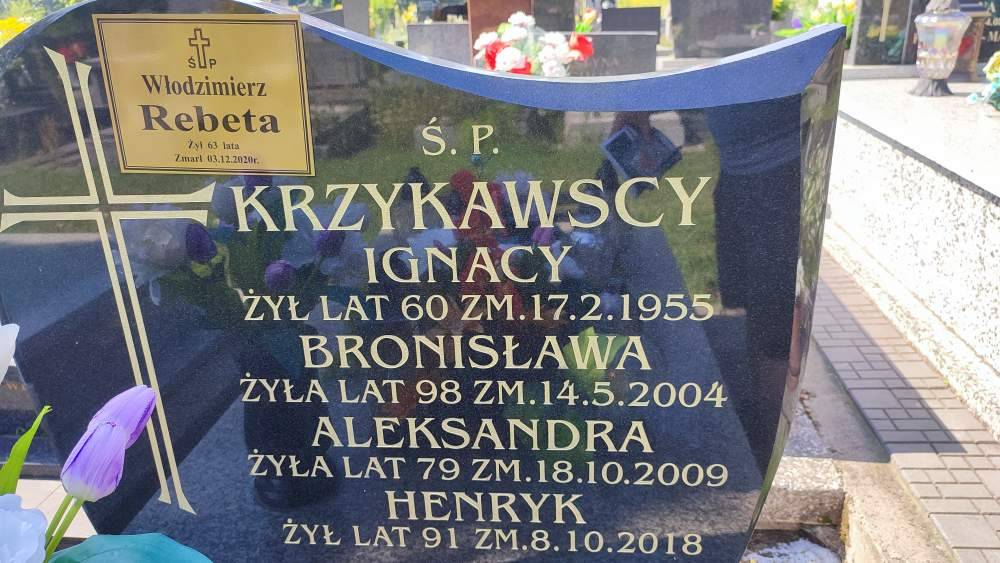 Ś P
Włodzimierz
Rebeta
Żył 63 lata
Zmarł 03.12.2020r.
Ś. P.
KRZYKAWSCY
IGNACY
ŻYŁ LAT 60 ZM.17.2.1955
BRONISŁAWA
ŻYŁA LAT 98 ZM.14.5.2004
ALEKSANDRA
ŻYŁA LAT 79 ZM.18.10.2009
HENRYK
ŻYŁ LAT 91 ZM.8.10.2018